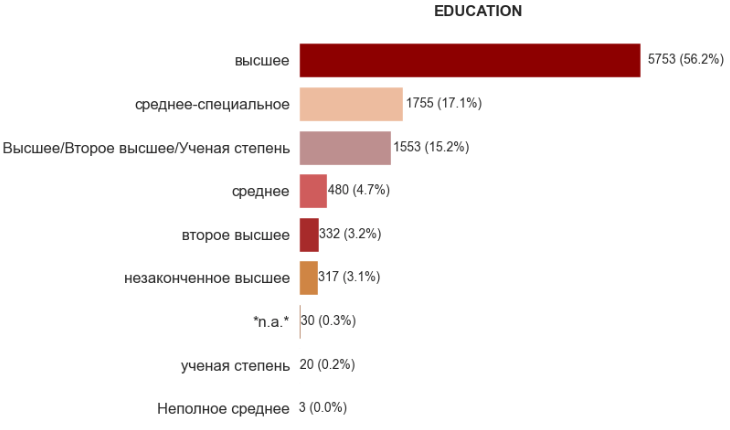 EDUCATION
высшее 5753 (56.2%)
среднее-специальное 1755 (17.1%)
Высшее/Второе высшее/Ученая степень 1553 (15.2%)
среднее 480 (4.7%)
второе высшее 332 (3.2%)
незаконченное высшее 317 (3.1%)
*n.a.* 30 (0.3%)
ученая степень 20 (0.2%)
Неполное среднее 3 (0.0%)